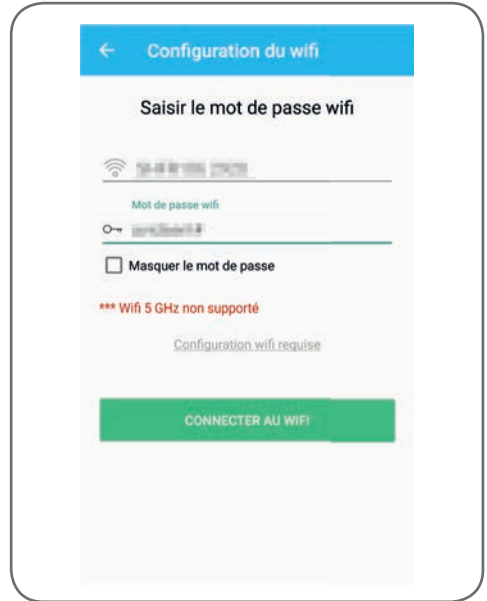 Configuration du wifi
Saisir le mot de passe wifi
Mot de passe wifi
Masquer le mot de passe
*** Wifi 5 GHz non supporté
Configuration wifi requise
CONNECTER AU WIFI